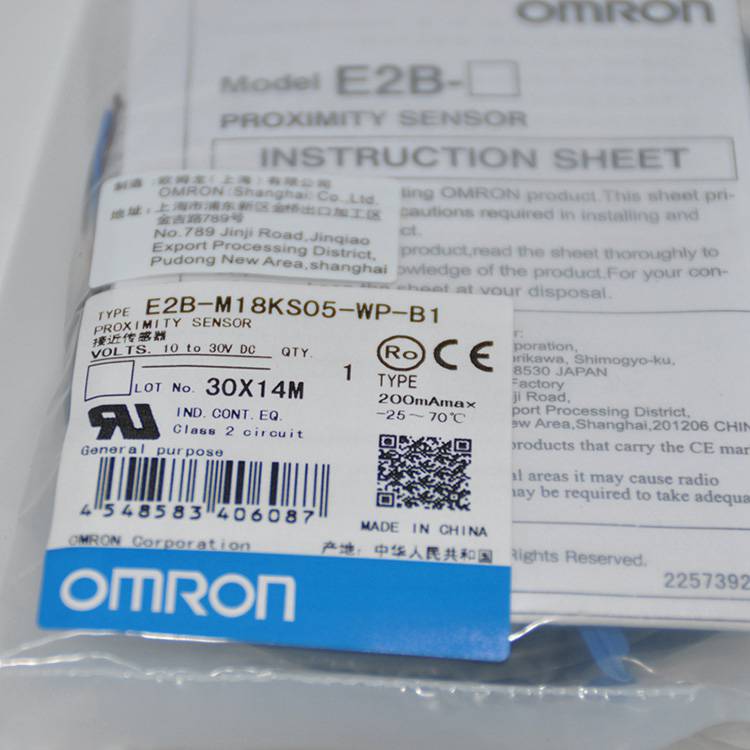 OMRON
Model E2B-
PROXIMITY SENSOR
INSTRUCTION SHEET
制造：欧姆龙（上海）有限公司
OMRON (Shanghai) Co., Ltd.
地址：上海市浦东新区金桥出口加工区
金吉路789号
No.789 Jinji Road,Jinqiao
Export Processing District,
Pudong New Area,shanghai
ting OMRON product.This sheet pri-
cautions required in installing and
ct.
product,read the sheet thoroughly to
owledge of the product.For your con-
sheet at your disposal.
TYPE E2B-M18KS05-WP-B1
PROXIMITY SENSOR
接近传感器
VOLTS. 10 to 30V DC QTY.
1
LOT No. 30X14M
IND. CONT. EQ.
Class 2 circuit
General purpose
Ro CE
TYPE
200mAmax
-25～70℃
4 548583 406087
MADE IN CHINA
OMRON Corporation 产地：中华人民共和国
OMRON
rporation,
urikawa, Shimogyo-ku,
8530 JAPAN
Factory
ji Road,
port Processing District,
ew Area,Shanghai,201206 CHIN
products that carry the CE mar
ial areas it may cause radio
may be required to take adequa
Rights Reserved.
2257392